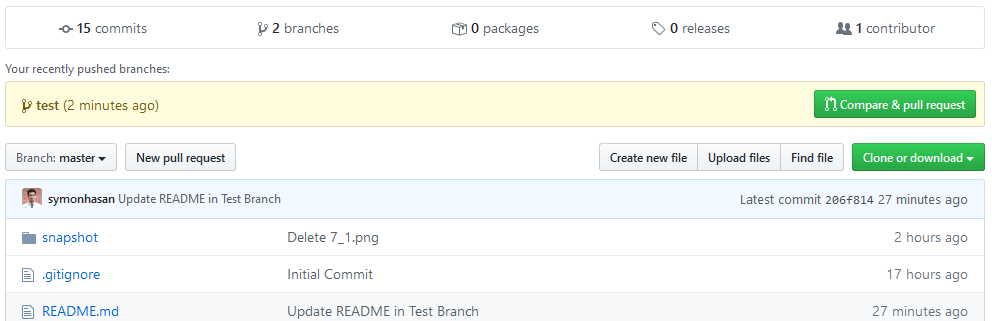 15 commits 2 branches 0 packages 0 releases 1 contributor
Your recently pushed branches:
test (2 minutes ago) Compare & pull request
Branch: master New pull request Create new file Upload files Find file Clone or download
symonhasan Update README in Test Branch Latest commit 206f814 27 minutes ago
snapshot Delete 7_1.png 2 hours ago
.gitignore Initial Commit 17 hours ago
README.md Update README in Test Branch 27 minutes ago